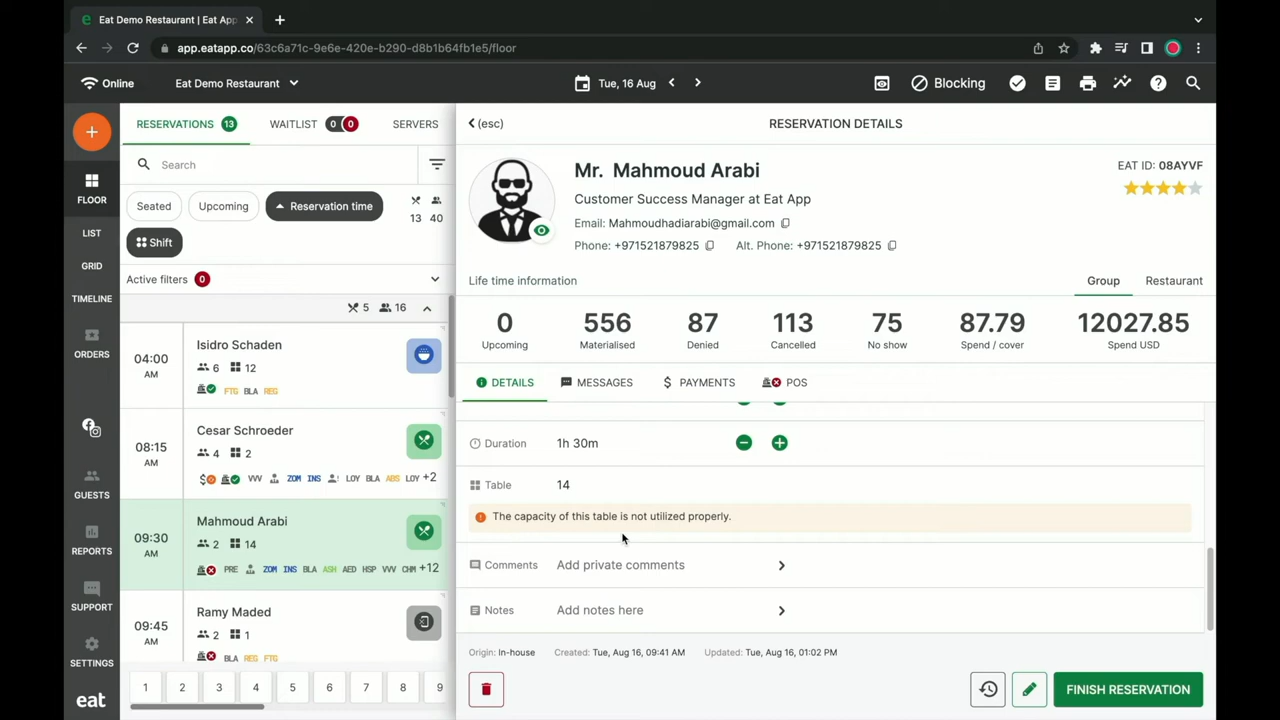 Eat Demo Restaurant | Eat App
app.eatapp.co/63c6a71c-9e6e-420e-b290-d8b1b64fb1e5/floor
Online
Eat Demo Restaurant
Tue, 16 Aug
Blocking
FLOOR
LIST
GRID
TIMELINE
ORDERS
GUESTS
REPORTS
SUPPORT
SETTINGS
eat
RESERVATIONS 13
WAITLIST 0 0
SERVERS
Search
Seated
Upcoming
Reservation time
13 40
Shift
Active filters 0
5 16
04:00 AM
Isidro Schaden
6 12
FTG BLA REG
08:15 AM
Cesar Schroeder
4 2
VVV ZOM INS LOY BLA ABS LOY +2
09:30 AM
Mahmoud Arabi
2 14
PRE ZOM INS BLA ASH AED HSP VVV CHM +12
09:45 AM
Ramy Maded
2 1
BLA REG FTG
1 2 3 4 5 6 7 8 9
(esc)
RESERVATION DETAILS
Mr. Mahmoud Arabi
EAT ID: 08AYVF
Customer Success Manager at Eat App
Email: Mahmoudhadiarabi@gmail.com
Phone: +971521879825 Alt. Phone: +971521879825
Life time information
Group
Restaurant
0 556 87 113 75 87.79 12027.85
Upcoming Materialised Denied Cancelled No show Spend / cover Spend USD
DETAILS MESSAGES PAYMENTS POS
Duration 1h 30m
Table 14
The capacity of this table is not utilized properly.
Comments Add private comments
Notes Add notes here
Origin: In-house Created: Tue, Aug 16, 09:41 AM Updated: Tue, Aug 16, 01:02 PM
FINISH RESERVATION